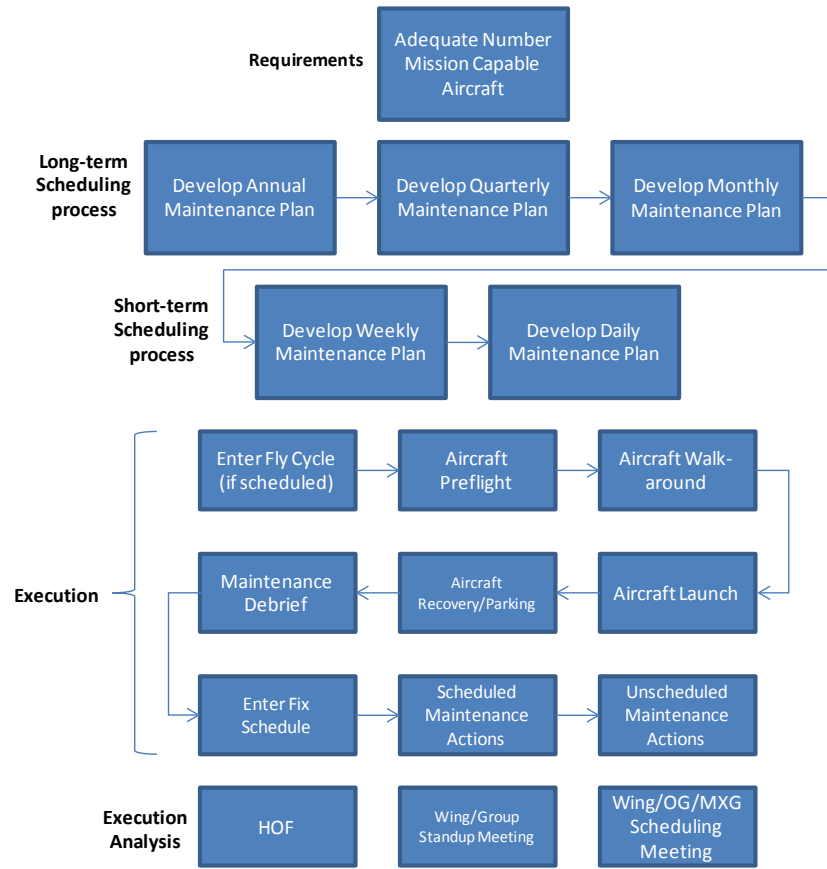 Requirements
Adequate Number
Mission Capable
Aircraft
Long-term
Scheduling
process
Develop Annual
Maintenance Plan
Develop Quarterly
Maintenance Plan
Develop Monthly
Maintenance Plan
Short-term
Scheduling
process
Develop Weekly
Maintenance Plan
Develop Daily
Maintenance Plan
Execution
Enter Fly Cycle
(if scheduled)
Aircraft
Preflight
Aircraft Walk-
around
Maintenance
Debrief
Aircraft
Recovery/Parking
Aircraft Launch
Enter Fix
Schedule
Scheduled
Maintenance
Actions
Unscheduled
Maintenance
Actions
Execution
Analysis
HOF
Wing/Group
Standup Meeting
Wing/OG/MXG
Scheduling
Meeting